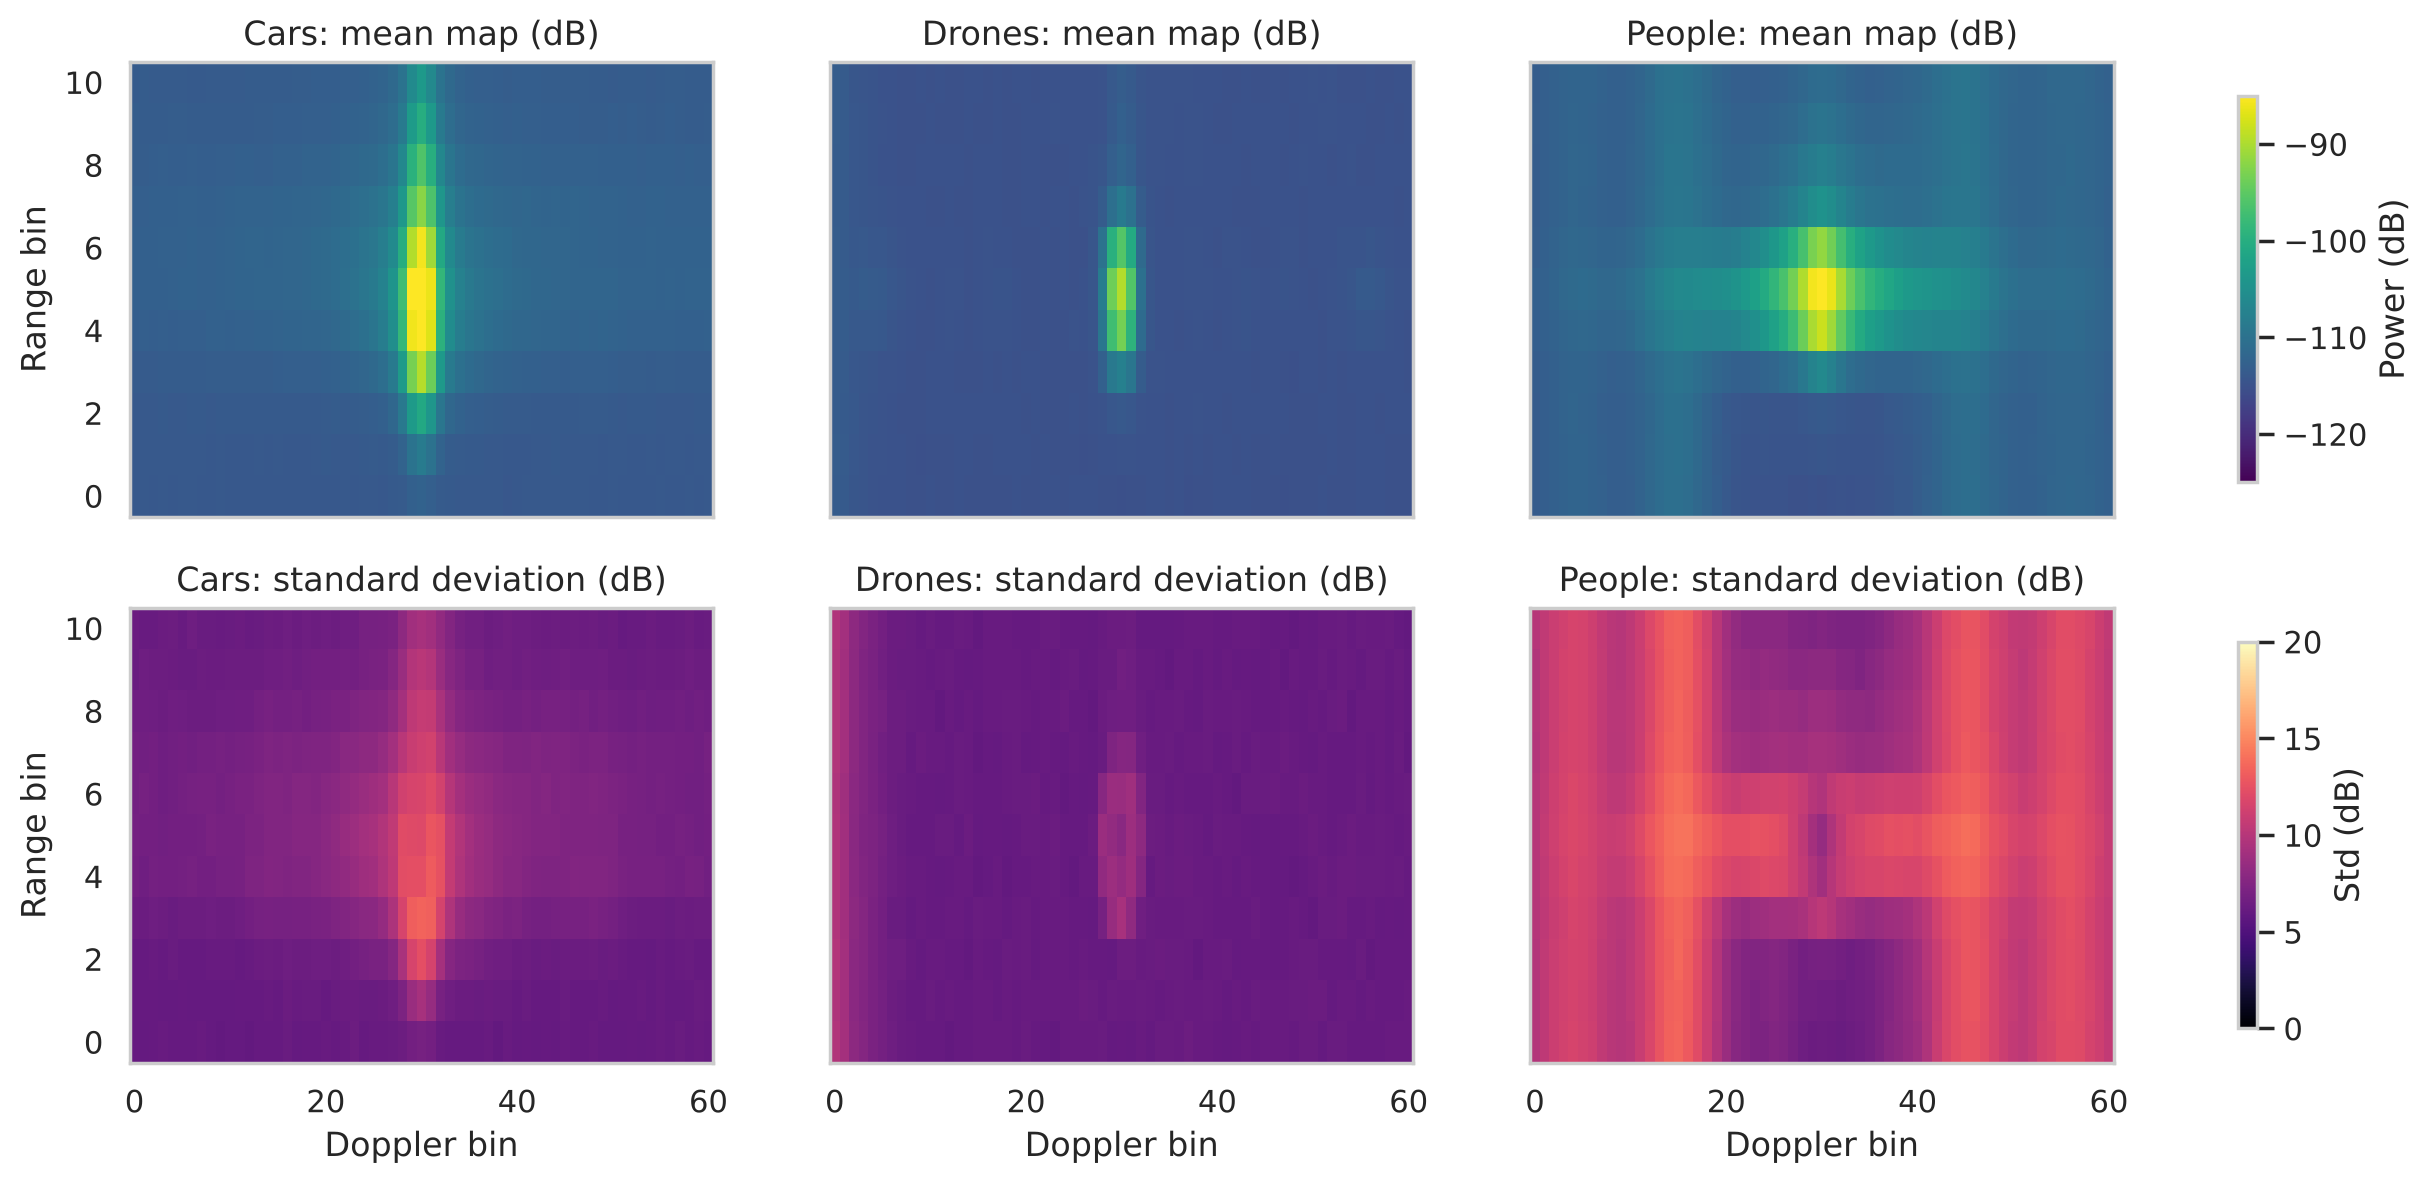 Cars: mean map (dB)
Drones: mean map (dB)
People: mean map (dB)
10
8
6
4
2
0
Range bin
−90
−100
−110
−120
Power (dB)
Cars: standard deviation (dB)
Drones: standard deviation (dB)
People: standard deviation (dB)
10
8
6
4
2
0
Range bin
0
20
40
60
Doppler bin
0
20
40
60
Doppler bin
0
20
40
60
Doppler bin
20
15
10
5
0
Std (dB)